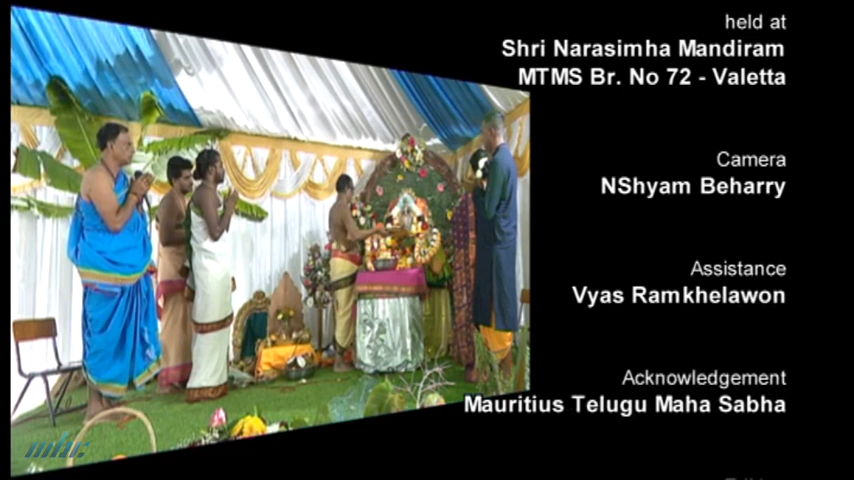 held at
Shri Narasimha Mandiram
MTMS Br. No 72 - Valetta
Camera
NShyam Beharry
Assistance
Vyas Ramkhelawon
Acknowledgement
Mauritius Telugu Maha Sabha
mbc